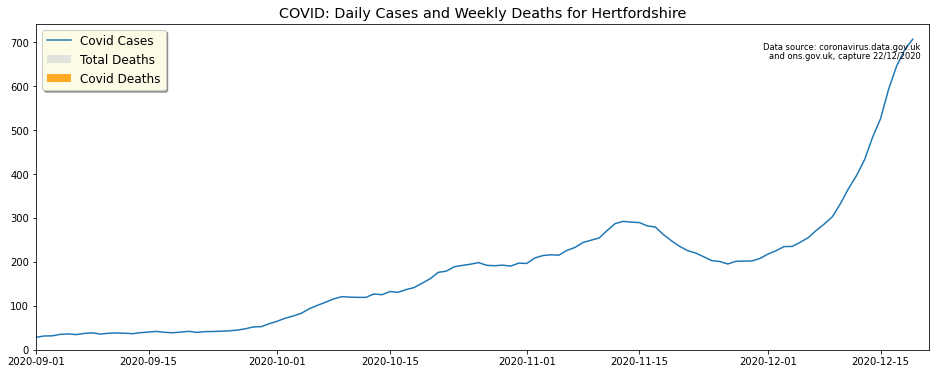 COVID: Daily Cases and Weekly Deaths for Hertfordshire
Covid Cases
Total Deaths
Covid Deaths
Data source: coronavirus.data.gov.uk
and ons.gov.uk, capture 22/12/2020
700
600
500
400
300
200
100
0
2020-09-01
2020-09-15
2020-10-01
2020-10-15
2020-11-01
2020-11-15
2020-12-01
2020-12-15